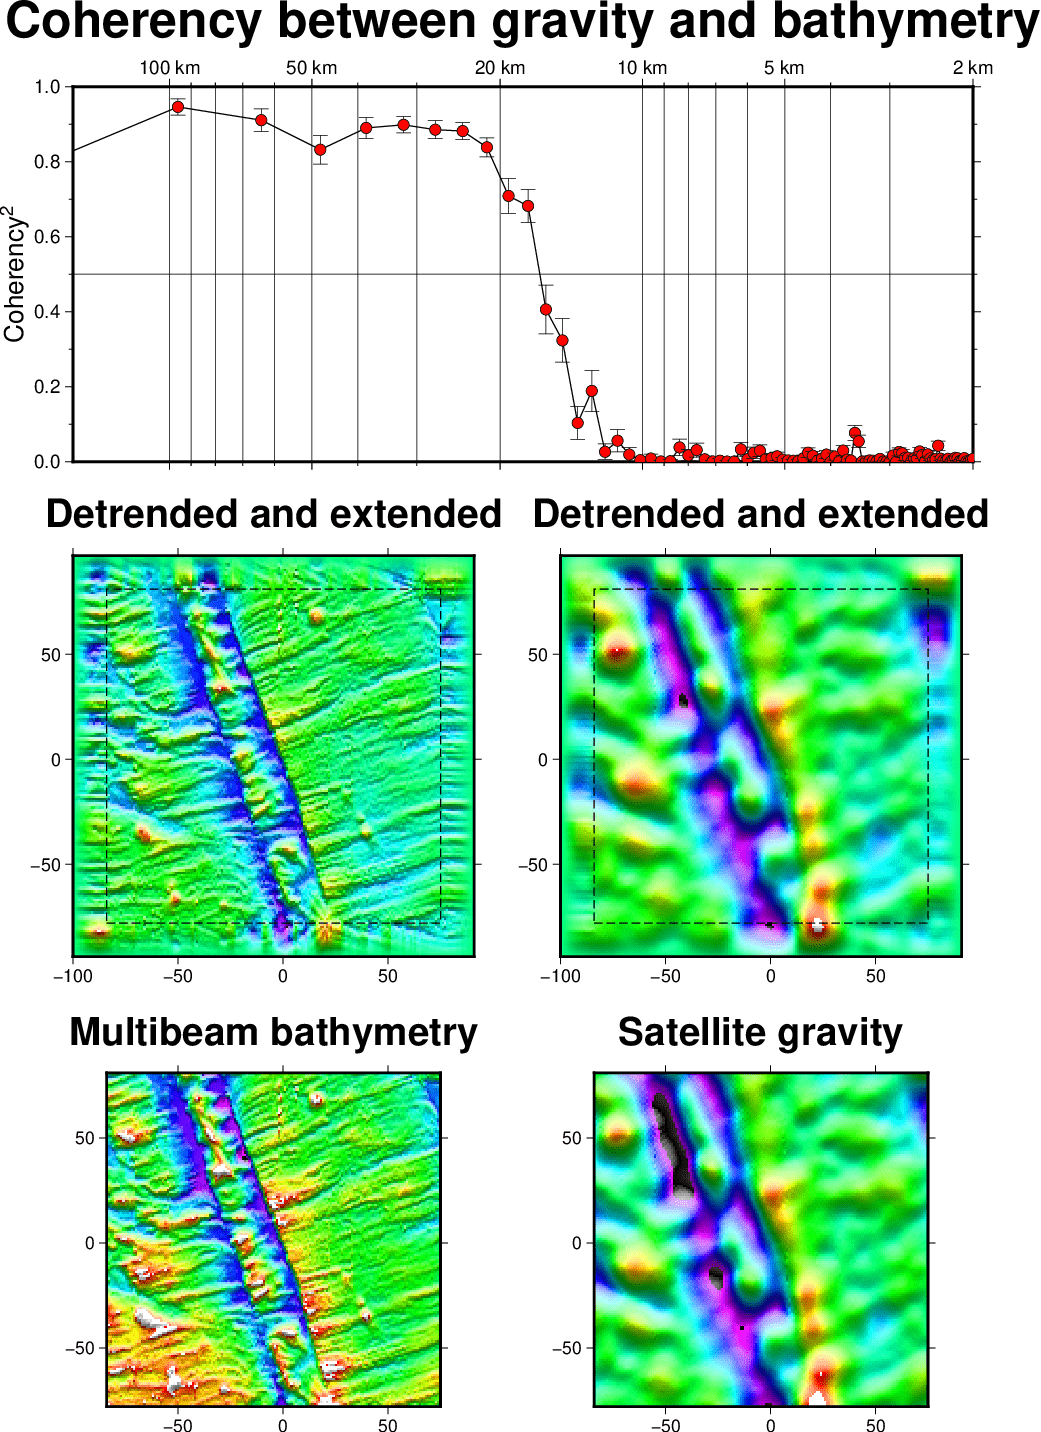 Coherency between gravity and bathymetry
100 km 50 km 20 km 10 km 5 km 2 km
1.0
0.8
0.6
0.4
0.2
0.0
Coherency²
Detrended and extended Detrended and extended
50 50
0 0
−50 −50
−100 −50 0 50 −100 −50 0 50
Multibeam bathymetry Satellite gravity
50 50
0 0
−50 −50
−50 0 50 −50 0 50